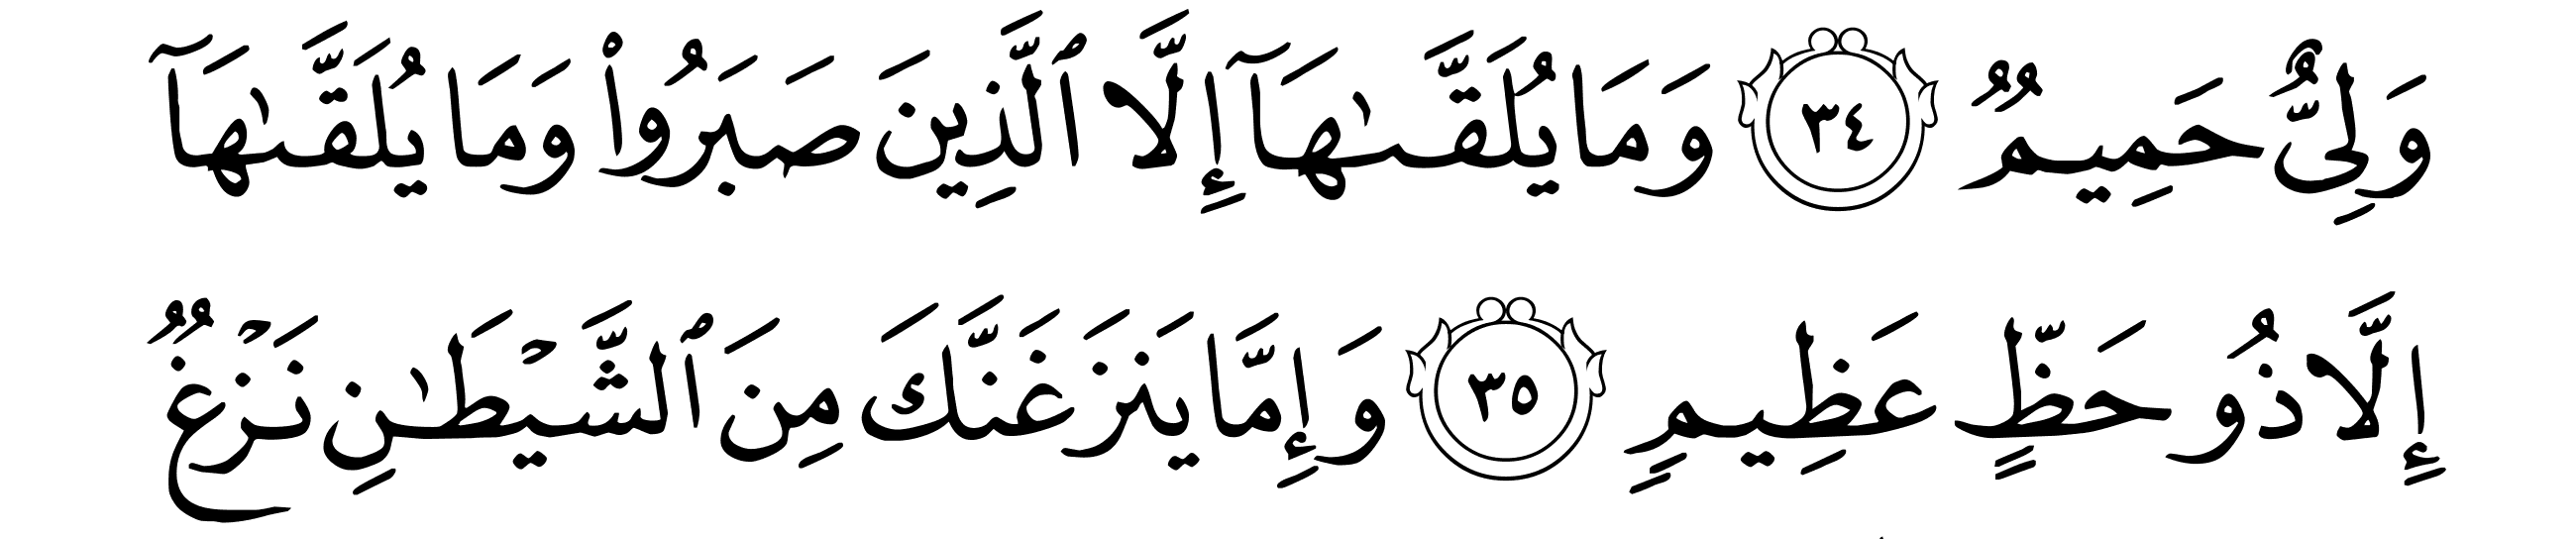 وَلِىٌّ حَمِيمٌ ٣٤ وَمَا يُلَقَّىٰهَآ إِلَّا ٱلَّذِينَ صَبَرُوا۟ وَمَا يُلَقَّىٰهَآ
إِلَّا ذُو حَظٍّ عَظِيمٍ ٣٥ وَإِمَّا يَنزَغَنَّكَ مِنَ ٱلشَّيْطَـٰنِ نَزْغٌ